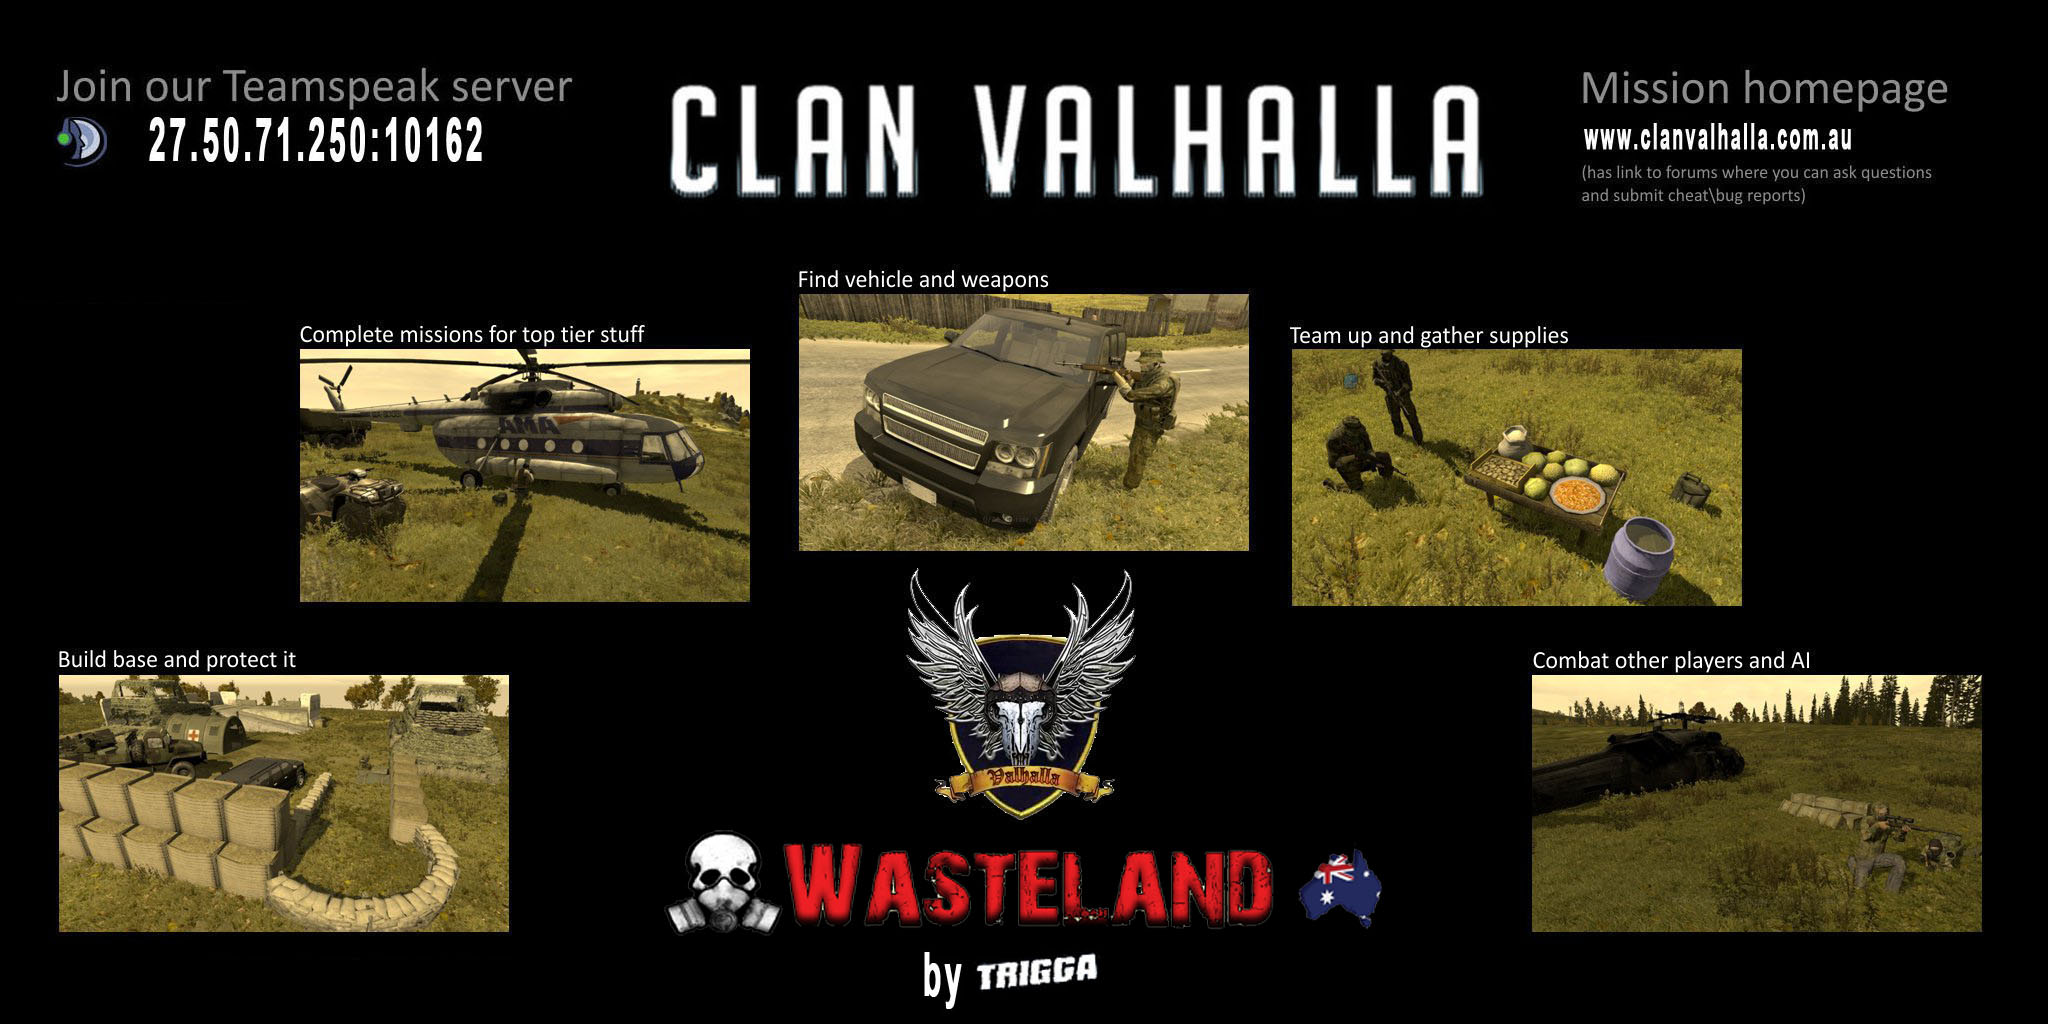 Join our Teamspeak server
27.50.71.250:10162
CLAN VALHALLA
Mission homepage
www.clanvalhalla.com.au
(has link to forums where you can ask questions
and submit cheat\bug reports)
Find vehicle and weapons
Complete missions for top tier stuff
Team up and gather supplies
AMA
Build base and protect it
Combat other players and AI
Valhalla
WASTELAND
by TRIGGA